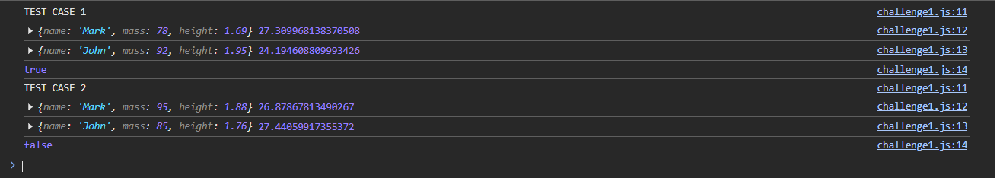 TEST CASE 1 challenge1.js:11
{name: 'Mark', mass: 78, height: 1.69} 27.309968138370508 challenge1.js:12
{name: 'John', mass: 92, height: 1.95} 24.194608809993426 challenge1.js:13
true challenge1.js:14
TEST CASE 2 challenge1.js:11
{name: 'Mark', mass: 95, height: 1.88} 26.87867813490267 challenge1.js:12
{name: 'John', mass: 85, height: 1.76} 27.44059917355372 challenge1.js:13
false challenge1.js:14